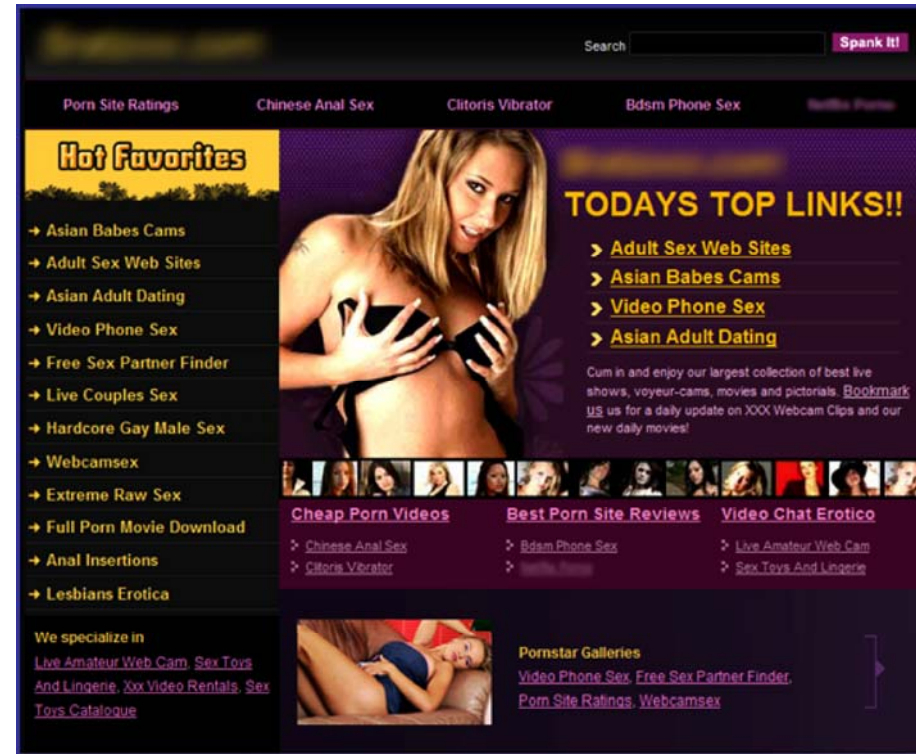 Search
Spank It!
Porn Site Ratings
Chinese Anal Sex
Clitoris Vibrator
Bdsm Phone Sex
Hot Favorites
→ Asian Babes Cams
→ Adult Sex Web Sites
→ Asian Adult Dating
→ Video Phone Sex
→ Free Sex Partner Finder
→ Live Couples Sex
→ Hardcore Gay Male Sex
→ Webcamsex
→ Extreme Raw Sex
→ Full Porn Movie Download
→ Anal Insertions
→ Lesbians Erotica
We specialize in
Live Amateur Web Cam, Sex Toys
And Lingerie, Xxx Video Rentals, Sex
Toys Catalogue
TODAYS TOP LINKS!!
Adult Sex Web Sites
Asian Babes Cams
Video Phone Sex
Asian Adult Dating
Cum in and enjoy our largest collection of best live
shows, voyeur-cams, movies and pictorials. Bookmark
us us for a daily update on XXX Webcam Clips and our
new daily movies!
Cheap Porn Videos
Chinese Anal Sex
Clitoris Vibrator
Best Porn Site Reviews
Bdsm Phone Sex
Video Chat Erotico
Live Amateur Web Cam
Sex Toys And Lingerie
Pornstar Galleries
Video Phone Sex, Free Sex Partner Finder,
Porn Site Ratings, Webcamsex